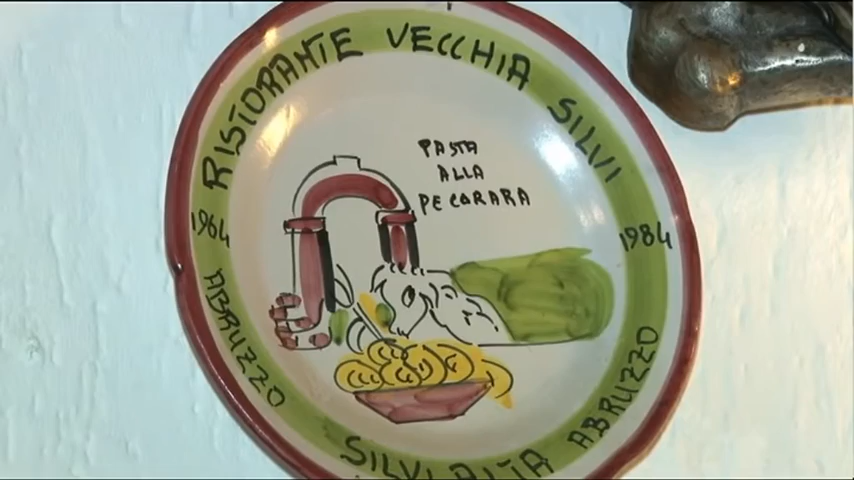 RISTORANTE VECCHIA SILVI
PASTA
ALLA
PECORARA
1964
1984
ABRUZZO
SILVI ALTA ABRUZZO